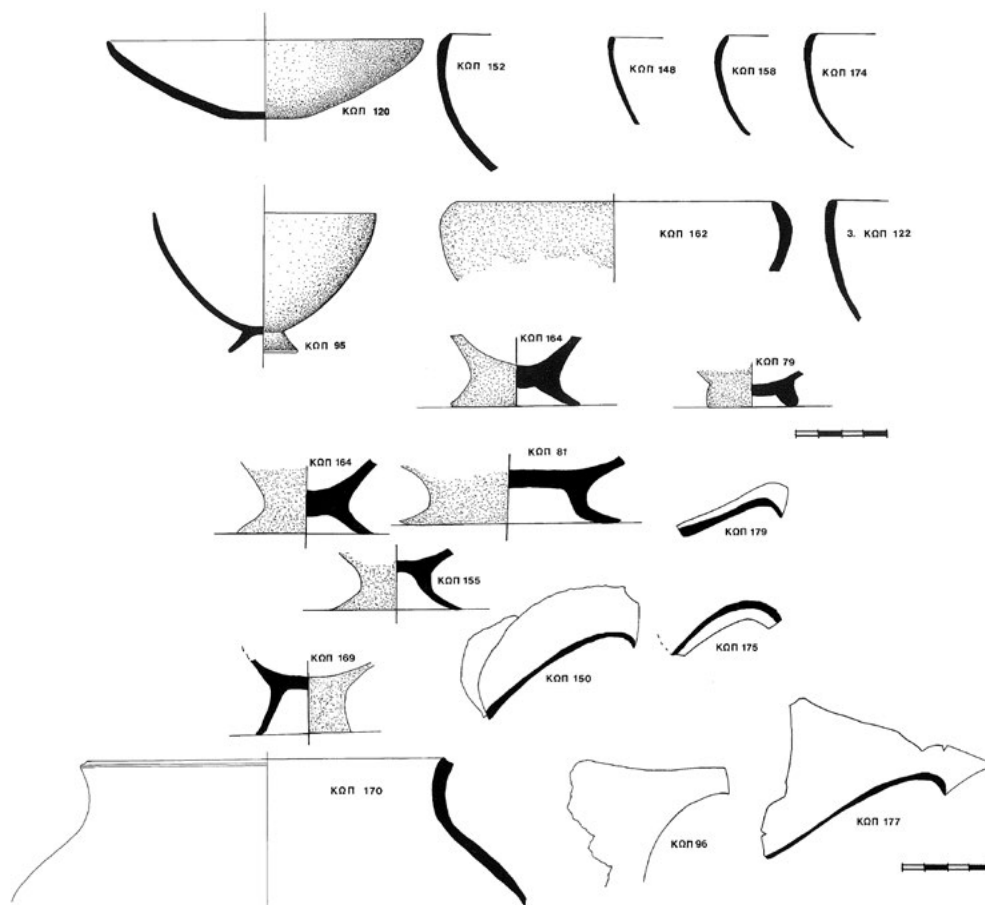 ΚΩΠ 120
ΚΩΠ 152
ΚΩΠ 148
ΚΩΠ 158
ΚΩΠ 174
ΚΩΠ 95
ΚΩΠ 162
3. ΚΩΠ 122
ΚΩΠ 164
ΚΩΠ 79
ΚΩΠ 164
ΚΩΠ 81
ΚΩΠ 179
ΚΩΠ 155
ΚΩΠ 150
ΚΩΠ 175
ΚΩΠ 169
ΚΩΠ 170
ΚΩΠ 96
ΚΩΠ 177